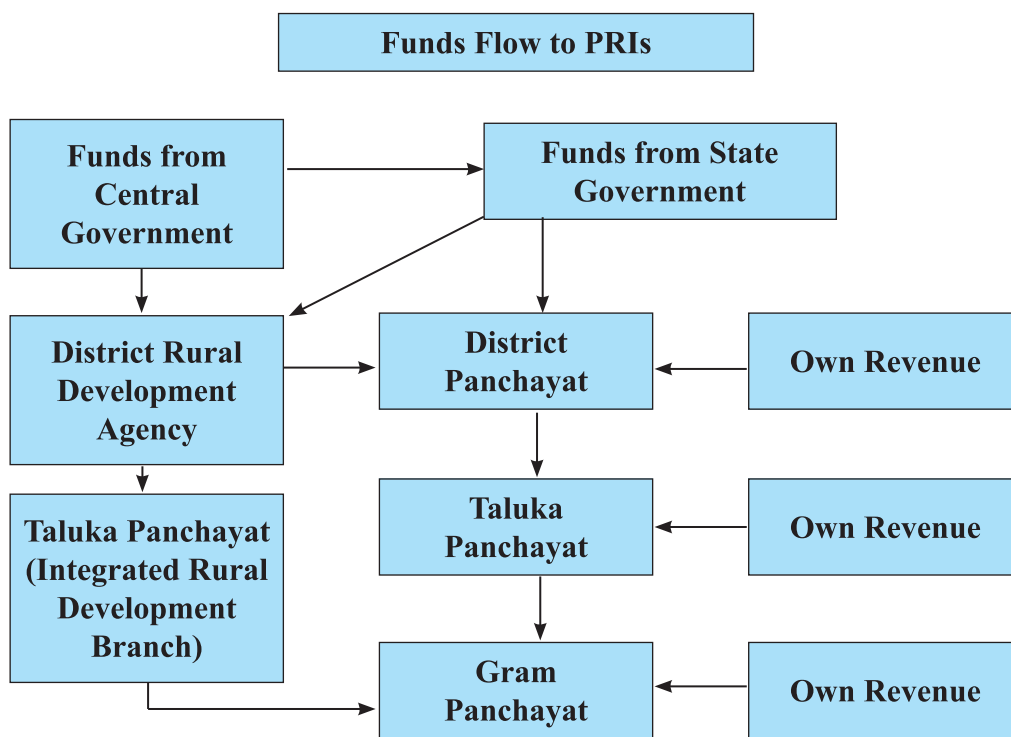 Funds Flow to PRIs
Funds from
Central
Government
Funds from State
Government
District Rural
Development
Agency
District
Panchayat
Own Revenue
Taluka Panchayat
(Integrated Rural
Development
Branch)
Taluka
Panchayat
Own Revenue
Gram
Panchayat
Own Revenue